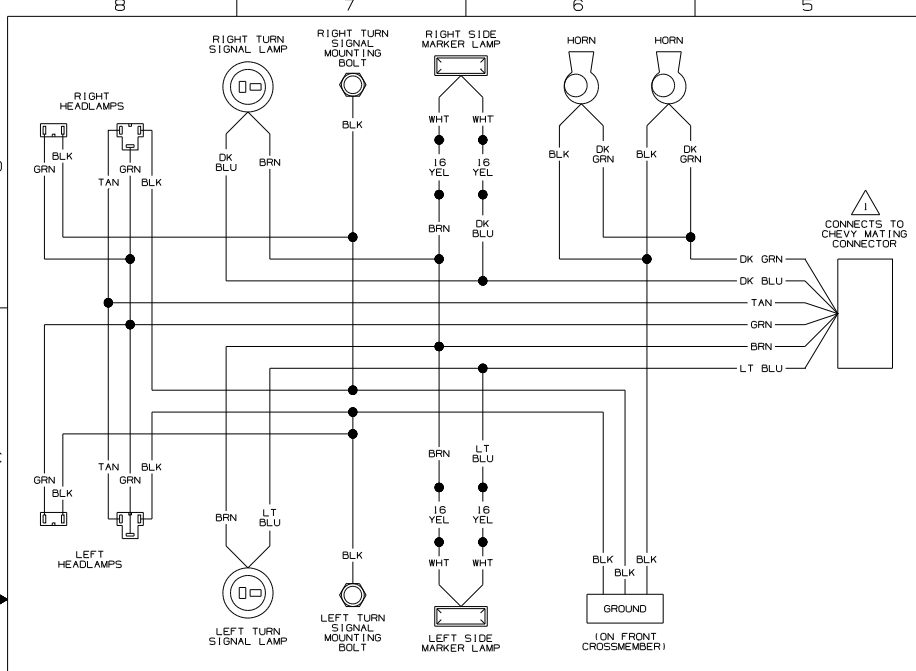 8 7 6 5
RIGHT TURN
SIGNAL LAMP
RIGHT TURN
SIGNAL
MOUNTING
BOLT
RIGHT SIDE
MARKER LAMP
HORN
HORN
RIGHT
HEADLAMPS
GRN
BLK
TAN
GRN
BLK
DK
BLU
BRN
BLK
WHT
WHT
16
YEL
16
YEL
BRN
DK
BLU
BLK
DK
GRN
BLK
DK
GRN
1
CONNECTS TO
CHEVY MATING
CONNECTOR
DK GRN
DK BLU
TAN
GRN
BRN
LT BLU
GRN
BLK
TAN
GRN
BLK
BRN
LT
BLU
BLK
BRN
LT
BLU
16
YEL
16
YEL
WHT
WHT
BLK
BLK
BLK
LEFT
HEADLAMPS
LEFT TURN
SIGNAL LAMP
LEFT TURN
SIGNAL
MOUNTING
BOLT
LEFT SIDE
MARKER LAMP
GROUND
(ON FRONT
CROSSMEMBER)